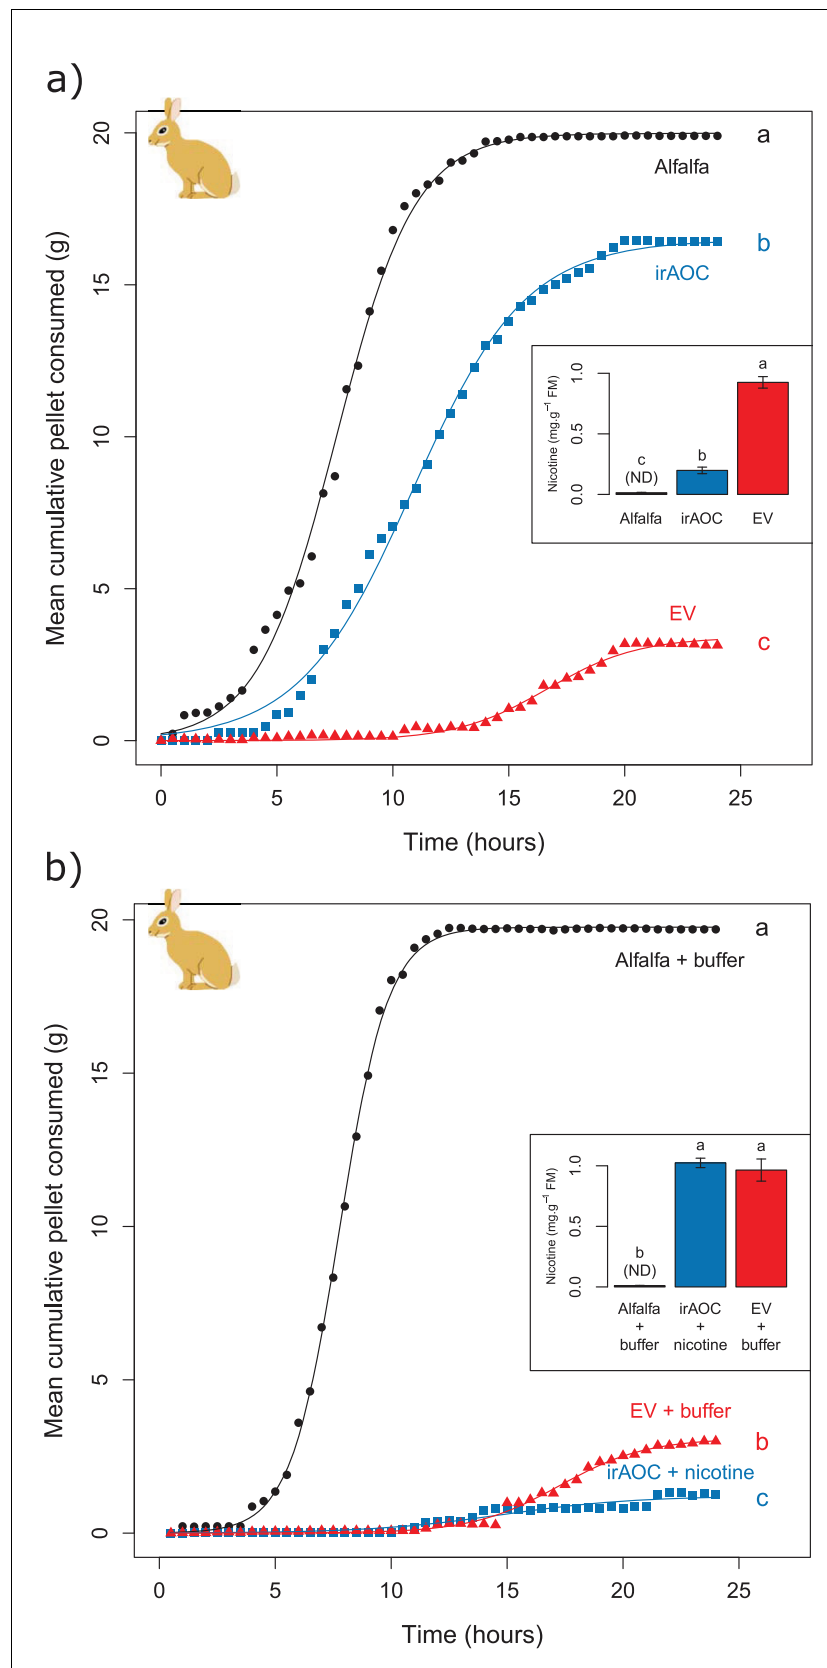 a)
Mean cumulative pellet consumed (g)
20
15
10
5
0
a
Alfalfa
b
irAOC
EV
c
Nicotine (mg.g⁻¹ FM)
1.0
0.5
0.0
c
(ND)
b
a
Alfalfa irAOC EV
0 5 10 15 20 25
Time (hours)
b)
Mean cumulative pellet consumed (g)
20
15
10
5
0
a
Alfalfa + buffer
Nicotine (mg.g⁻¹ FM)
1.0
0.5
0.0
b
(ND)
a a
Alfalfa irAOC EV
+ + +
buffer nicotine buffer
EV + buffer
b
irAOC + nicotine
c
0 5 10 15 20 25
Time (hours)